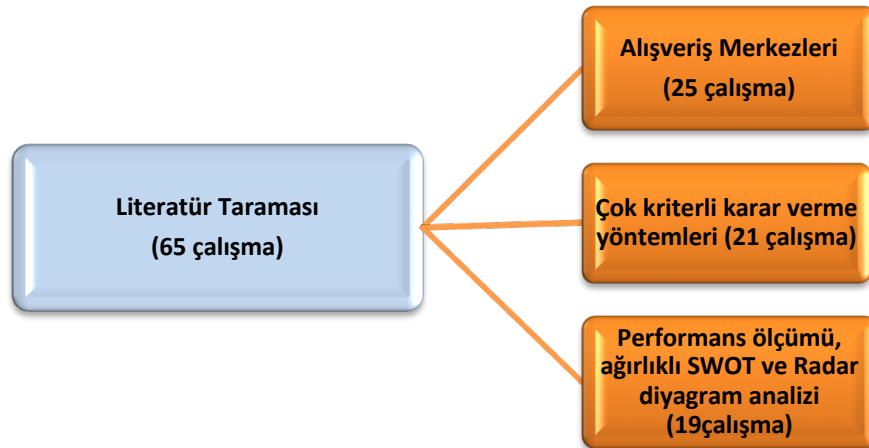 Literatür Taraması
(65 çalışma)
Alışveriş Merkezleri
(25 çalışma)
Çok kriterli karar verme
yöntemleri (21 çalışma)
Performans ölçümü,
ağırlıklı SWOT ve Radar
diyagram analizi
(19çalışma)